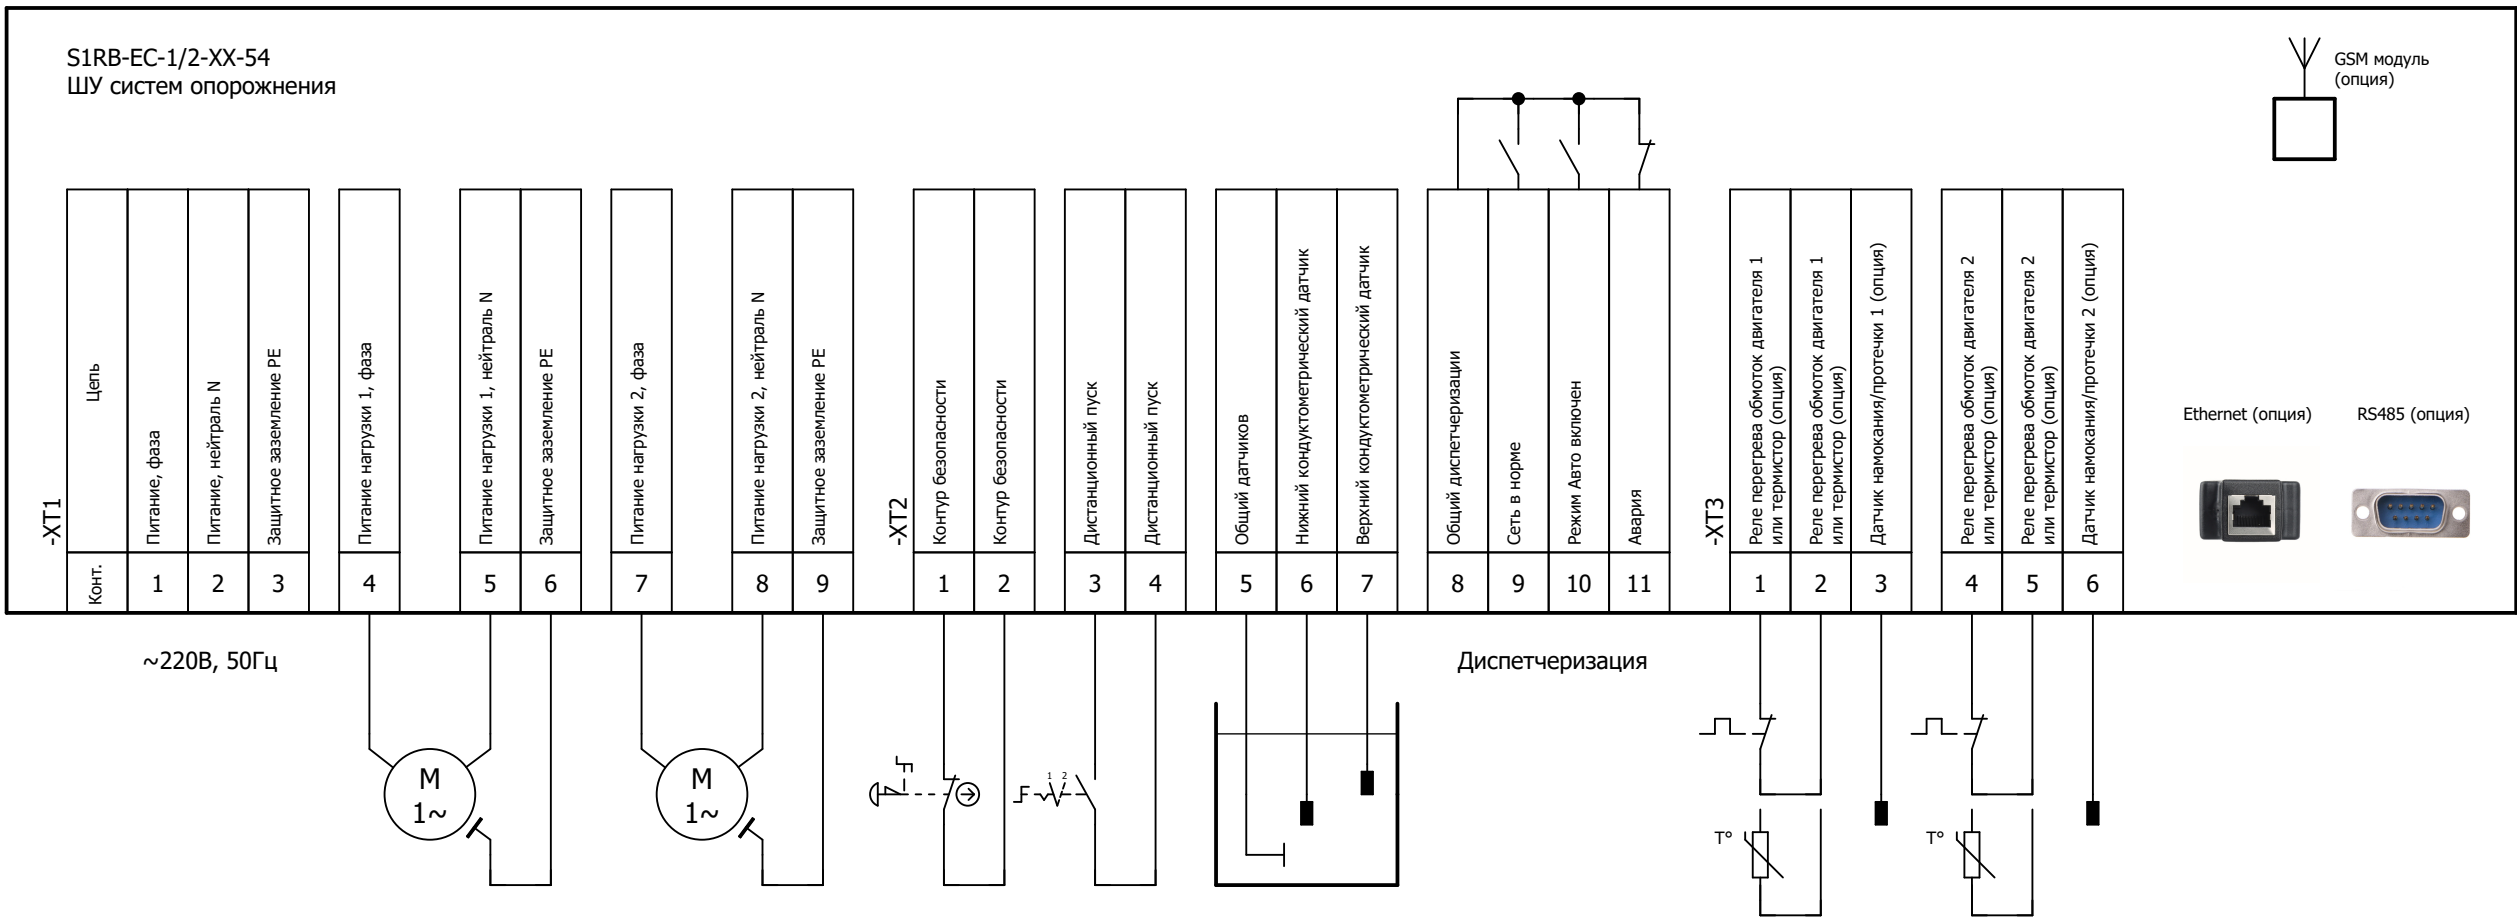 S1RB-EC-1/2-XX-54
ШУ систем опорожнения
GSM модуль
(опция)
-XT1
Цепь
Питание, фаза
Питание, нейтраль N
Защитное заземление PE
Питание нагрузки 1, фаза
Питание нагрузки 1, нейтраль N
Защитное заземление PE
Питание нагрузки 2, фаза
Питание нагрузки 2, нейтраль N
Защитное заземление PE
-XT2
Контур безопасности
Контур безопасности
Дистанционный пуск
Дистанционный пуск
Общий датчиков
Нижний кондуктометрический датчик
Верхний кондуктометрический датчик
Общий диспетчеризации
Сеть в норме
Режим Авто включен
Авария
-XT3
Реле перегрева обмоток двигателя 1
или термистор (опция)
Реле перегрева обмоток двигателя 1
или термистор (опция)
Датчик намокания/протечки 1 (опция)
Реле перегрева обмоток двигателя 2
или термистор (опция)
Реле перегрева обмоток двигателя 2
или термистор (опция)
Датчик намокания/протечки 2 (опция)
Ethernet (опция)
RS485 (опция)
Конт.
1 2 3 4 5 6 7 8 9
1 2 3 4 5 6 7 8 9 10 11
1 2 3 4 5 6
~220В, 50Гц
Диспетчеризация
M
1~
M
1~
1 2
T°
T°